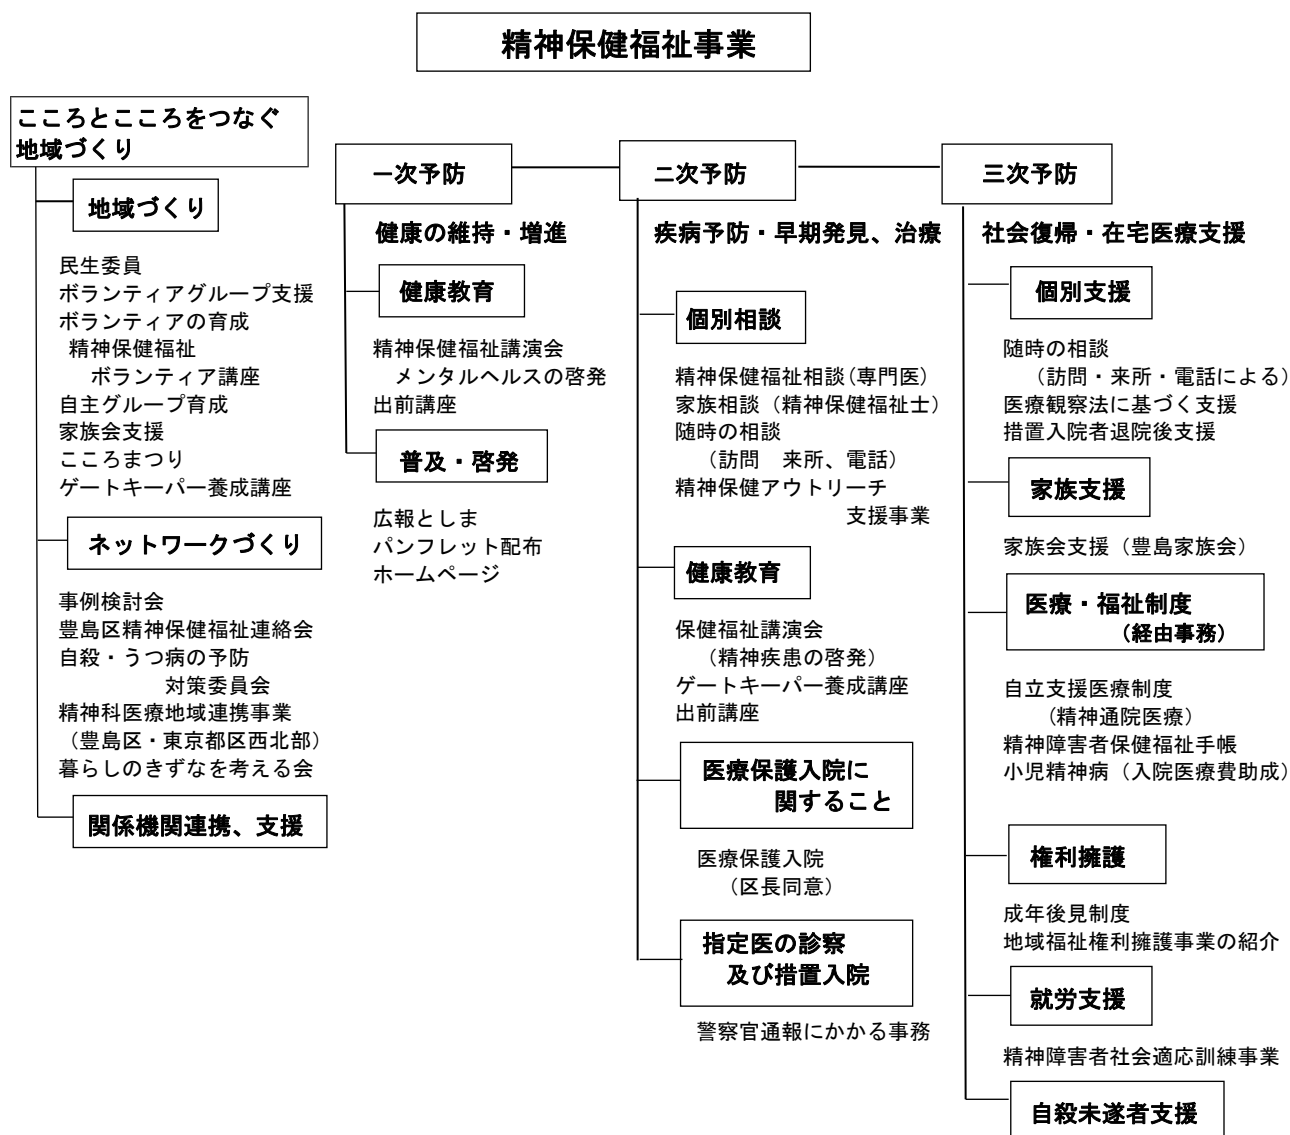 精神保健福祉事業
こころとこころをつなぐ
地域づくり
地域づくり
民生委員
ボランティアグループ支援
ボランティアの育成
精神保健福祉
ボランティア講座
自主グループ育成
家族会支援
こころまつり
ゲートキーパー養成講座
ネットワークづくり
事例検討会
豊島区精神保健福祉連絡会
自殺・うつ病の予防
対策委員会
精神科医療地域連携事業
（豊島区・東京都区西北部）
暮らしのきずなを考える会
関係機関連携、支援
一次予防
健康の維持・増進
健康教育
精神保健福祉講演会
メンタルヘルスの啓発
出前講座
普及・啓発
広報としま
パンフレット配布
ホームページ
二次予防
疾病予防・早期発見、治療
個別相談
精神保健福祉相談(専門医)
家族相談（精神保健福祉士）
随時の相談
（訪問　来所、電話）
精神保健アウトリーチ
支援事業
健康教育
保健福祉講演会
（精神疾患の啓発）
ゲートキーパー養成講座
出前講座
医療保護入院に
関すること
医療保護入院
（区長同意）
指定医の診察
及び措置入院
警察官通報にかかる事務
三次予防
社会復帰・在宅医療支援
個別支援
随時の相談
（訪問・来所・電話による）
医療観察法に基づく支援
措置入院者退院後支援
家族支援
家族会支援（豊島家族会）
医療・福祉制度
（経由事務）
自立支援医療制度
（精神通院医療）
精神障害者保健福祉手帳
小児精神病（入院医療費助成）
権利擁護
成年後見制度
地域福祉権利擁護事業の紹介
就労支援
精神障害者社会適応訓練事業
自殺未遂者支援